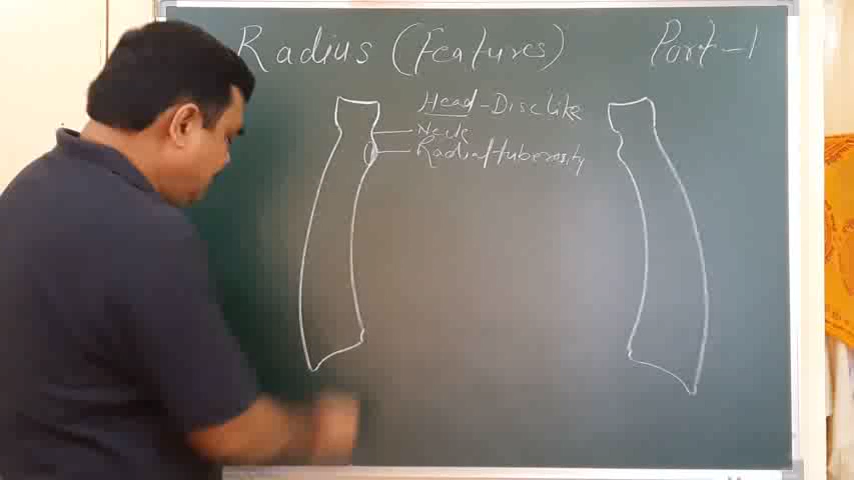 Radius (Features)
Part-1
Head-Disc like
Neck
Radial tuberosity